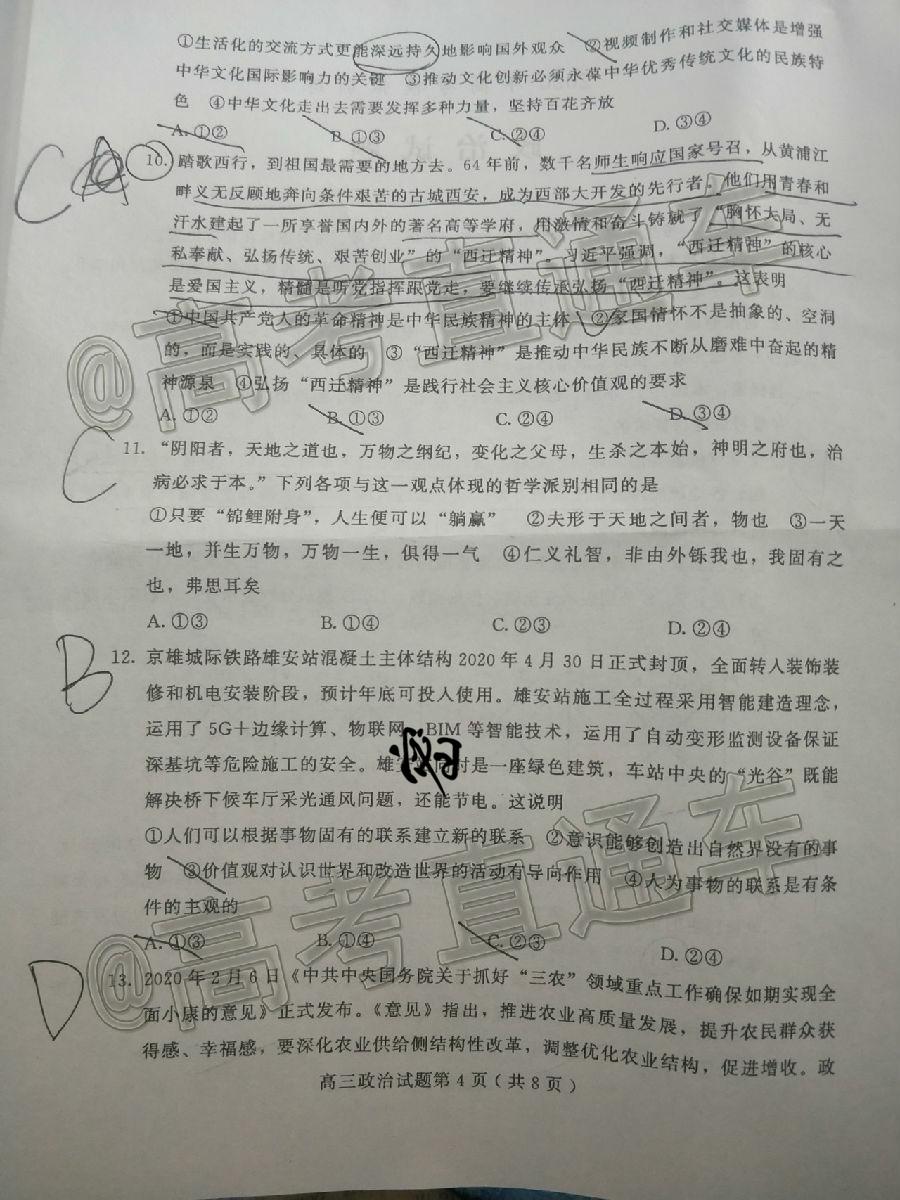 ①生活化的交流方式更能深远持久地影响国外观众 ②视频制作和社交媒体是增强
中华文化国际影响力的关键 ③推动文化创新必须永葆中华优秀传统文化的民族特
色 ④中华文化走出去需要发挥多种力量，坚持百花齐放
A. ①② B. ①③ C. ②④ D. ③④
C
10. 踏歌西行，到祖国最需要的地方去。64 年前，数千名师生响应国家号召，从黄浦江
畔义无反顾地奔向条件艰苦的古城西安，成为西部大开发的先行者。他们用青春和
汗水建起了一所享誉国内外的著名高等学府，用激情和奋斗铸就了“胸怀大局、无
私奉献、弘扬传统、艰苦创业”的“西迁精神”。习近平强调，“西迁精神”的核心
是爱国主义，精髓是听党指挥跟党走，要继续传承弘扬“西迁精神”。这表明
①中国共产党人的革命精神是中华民族精神的主体 ②家国情怀不是抽象的、空洞
的，而是实践的、具体的 ③“西迁精神”是推动中华民族不断从磨难中奋起的精
神源泉 ④弘扬“西迁精神”是践行社会主义核心价值观的要求
A. ①② B. ①③ C. ②④ D. ③④
C
11. “阴阳者，天地之道也，万物之纲纪，变化之父母，生杀之本始，神明之府也，治
病必求于本。”下列各项与这一观点体现的哲学派别相同的是
①只要“锦鲤附身”，人生便可以“躺赢” ②夫形于天地之间者，物也 ③一天
一地，并生万物，万物一生，俱得一气 ④仁义礼智，非由外铄我也，我固有之
也，弗思耳矣
A. ①③ B. ①④ C. ②③ D. ②④
B
12. 京雄城际铁路雄安站混凝土主体结构 2020 年 4 月 30 日正式封顶，全面转人装饰装
修和机电安装阶段，预计年底可投人使用。雄安站施工全过程采用智能建造理念，
运用了 5G＋边缘计算、物联网、BIM 等智能技术，运用了自动变形监测设备保证
深基坑等危险施工的安全。雄 同时是一座绿色建筑，车站中央的“光谷”既能
解决桥下候车厅采光通风问题，还能节电。这说明
①人们可以根据事物固有的联系建立新的联系 ②意识能够创造出自然界没有的事
物 ③价值观对认识世界和改造世界的活动有导向作用 ④人为事物的联系是有条
件的主观的
A. ①③ B. ①④ C. ②③ D. ②④
D
13. 2020 年 2 月 6 日《中共中央国务院关于抓好“三农”领域重点工作确保如期实现全
面小康的意见》正式发布。《意见》指出，推进农业高质量发展，提升农民群众获
得感、幸福感，要深化农业供给侧结构性改革，调整优化农业结构，促进增收。政
高三政治试题第 4 页（共 8 页）
@高考直通车
@高考直通车